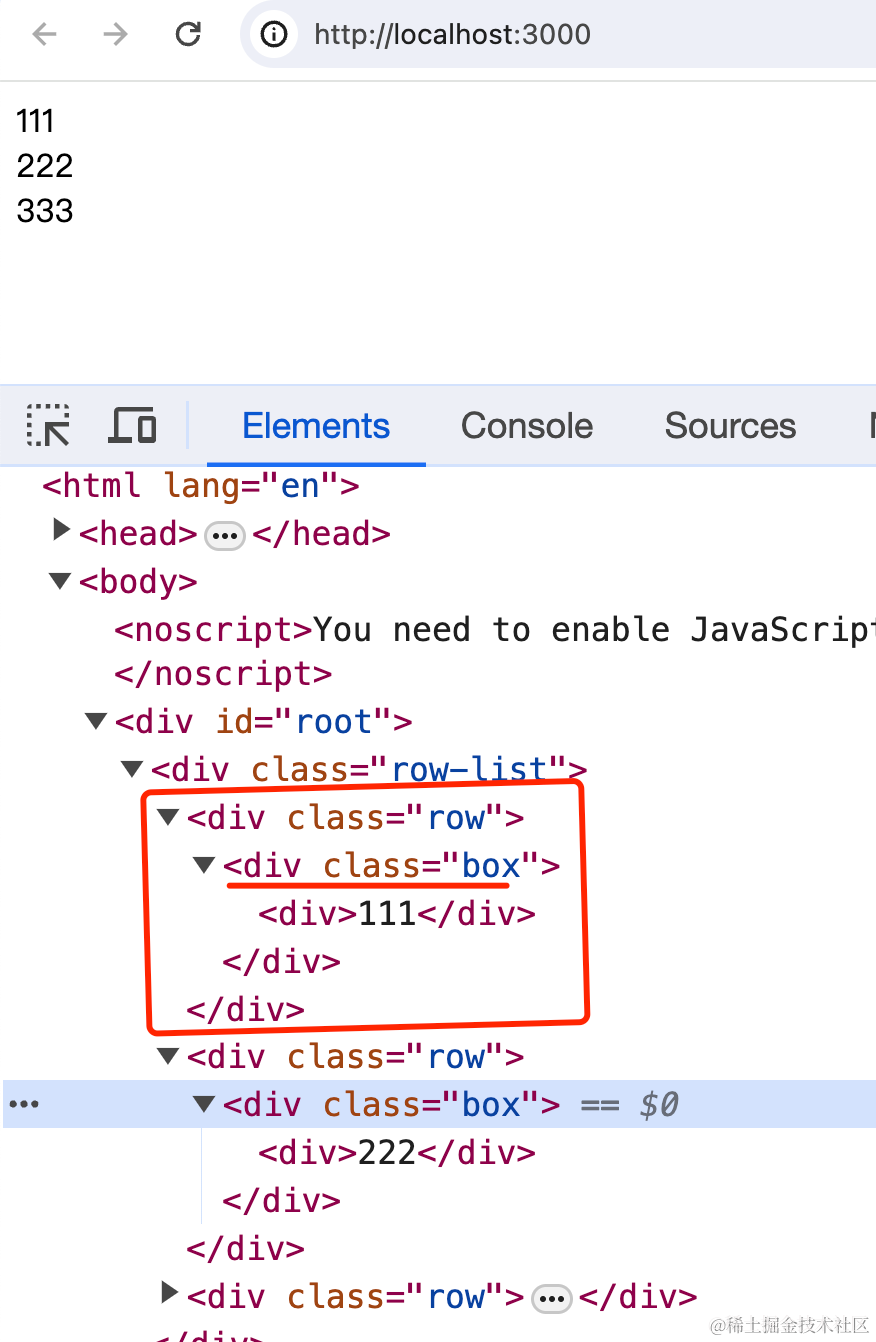 http://localhost:3000
111
222
333
Elements Console Sources
<html lang="en">
<head> ••• </head>
<body>
<noscript>You need to enable JavaScript
</noscript>
<div id="root">
<div class="row-list">
<div class="row">
<div class="box">
<div>111</div>
</div>
</div>
<div class="row">
••• <div class="box"> == $0
<div>222</div>
</div>
</div>
<div class="row"> ••• </div>
</div>
@稀土掘金技术社区